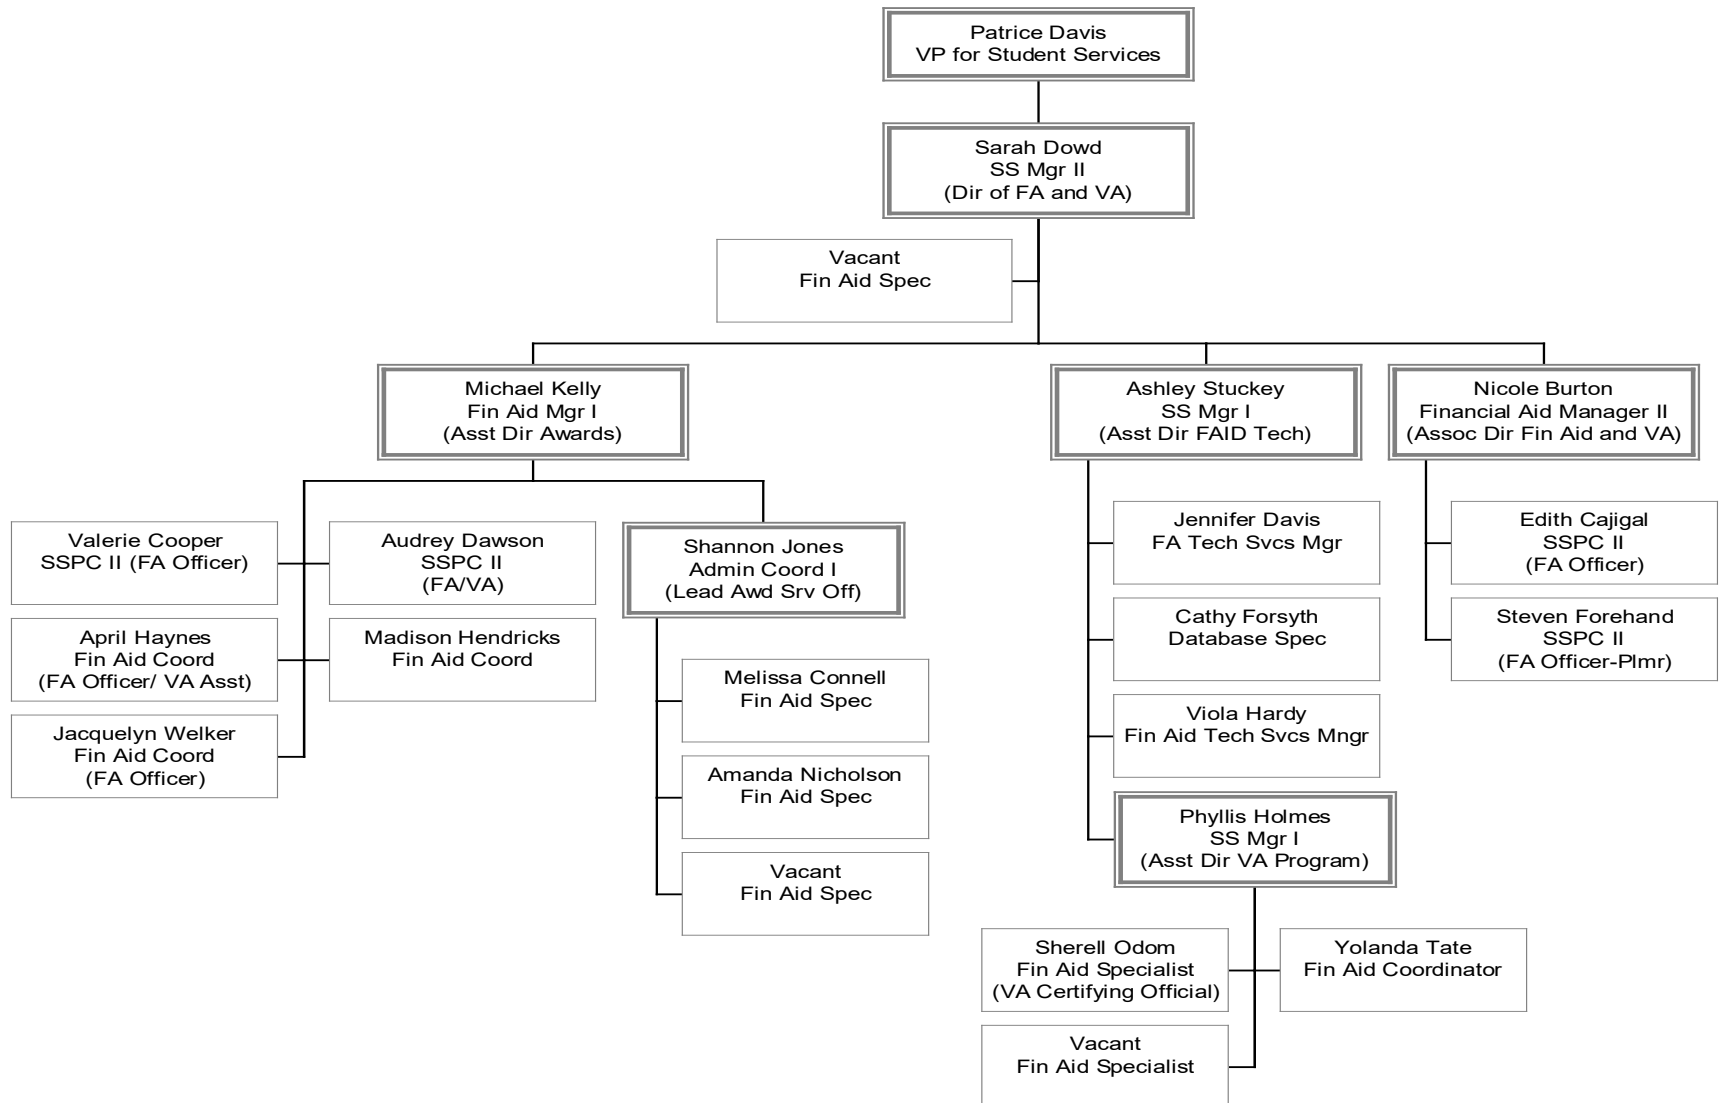 Patrice Davis
VP for Student Services
Sarah Dowd
SS Mgr II
(Dir of FA and VA)
Vacant
Fin Aid Spec
Michael Kelly
Fin Aid Mgr I
(Asst Dir Awards)
Ashley Stuckey
SS Mgr I
(Asst Dir FAID Tech)
Nicole Burton
Financial Aid Manager II
(Assoc Dir Fin Aid and VA)
Valerie Cooper
SSPC II (FA Officer)
Audrey Dawson
SSPC II
(FA/VA)
April Haynes
Fin Aid Coord
(FA Officer/ VA Asst)
Madison Hendricks
Fin Aid Coord
Jacquelyn Welker
Fin Aid Coord
(FA Officer)
Shannon Jones
Admin Coord I
(Lead Awd Srv Off)
Melissa Connell
Fin Aid Spec
Amanda Nicholson
Fin Aid Spec
Vacant
Fin Aid Spec
Jennifer Davis
FA Tech Svcs Mgr
Cathy Forsyth
Database Spec
Viola Hardy
Fin Aid Tech Svcs Mngr
Phyllis Holmes
SS Mgr I
(Asst Dir VA Program)
Sherell Odom
Fin Aid Specialist
(VA Certifying Official)
Yolanda Tate
Fin Aid Coordinator
Vacant
Fin Aid Specialist
Edith Cajigal
SSPC II
(FA Officer)
Steven Forehand
SSPC II
(FA Officer-Plmr)